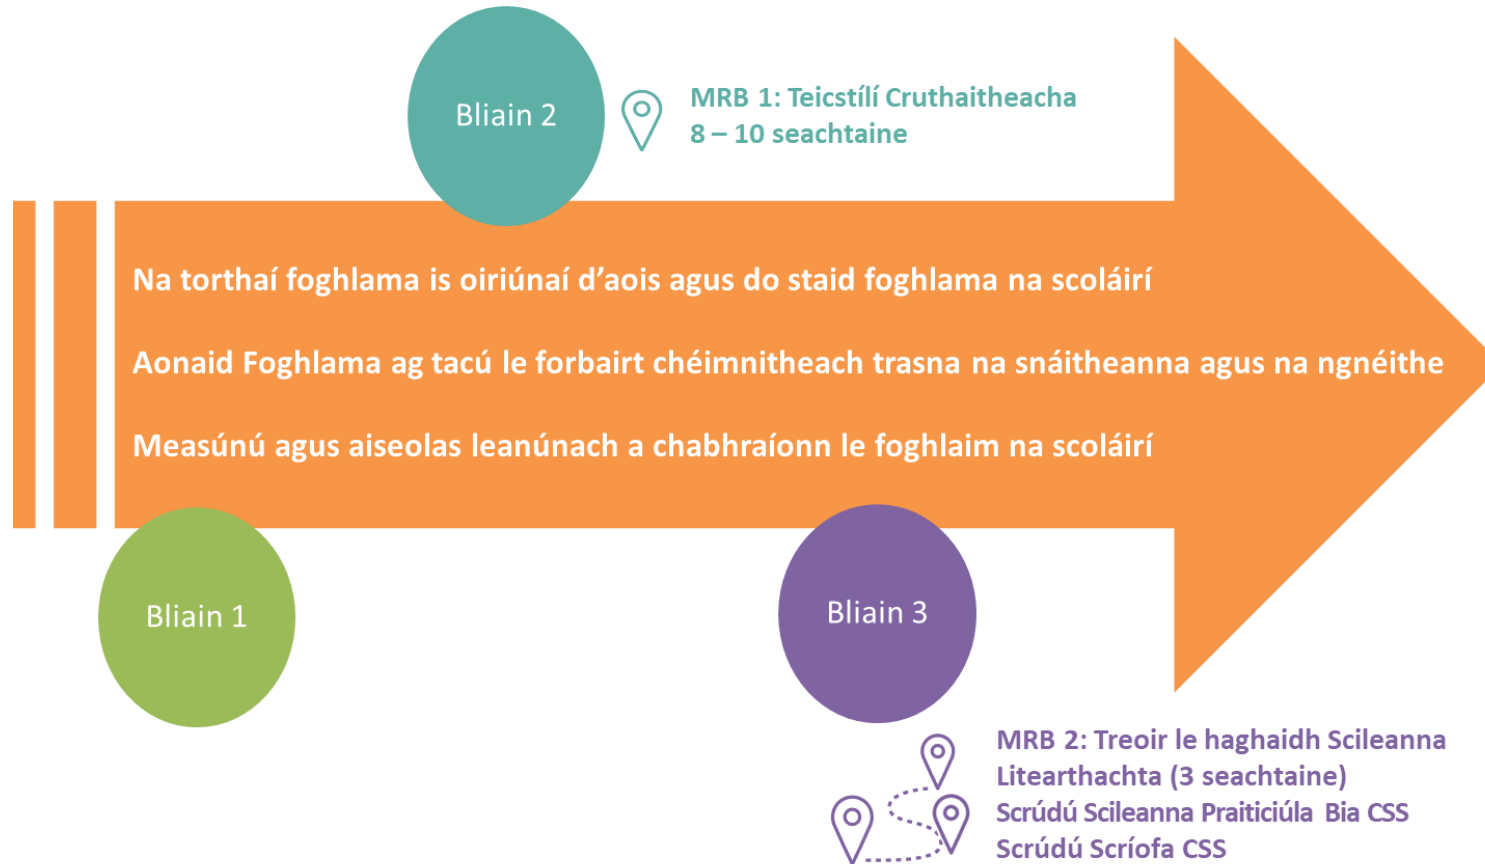 Bliain 2
MRB 1: Teicstílí Cruthaitheacha
8 – 10 seachtaine
Na torthaí foghlama is oiriúnaí d’aois agus do staid foghlama na scoláirí
Aonaid Foghlama ag tacú le forbairt chéimnitheach trasna na snáitheanna agus na ngnéithe
Measúnú agus aiseolas leanúnach a chabhraíonn le foghlaim na scoláirí
Bliain 1
Bliain 3
MRB 2: Treoir le haghaidh Scileanna
Litearthachta (3 seachtaine)
Scrúdú Scileanna Praiticiúla Bia CSS
Scrúdú Scríofa CSS